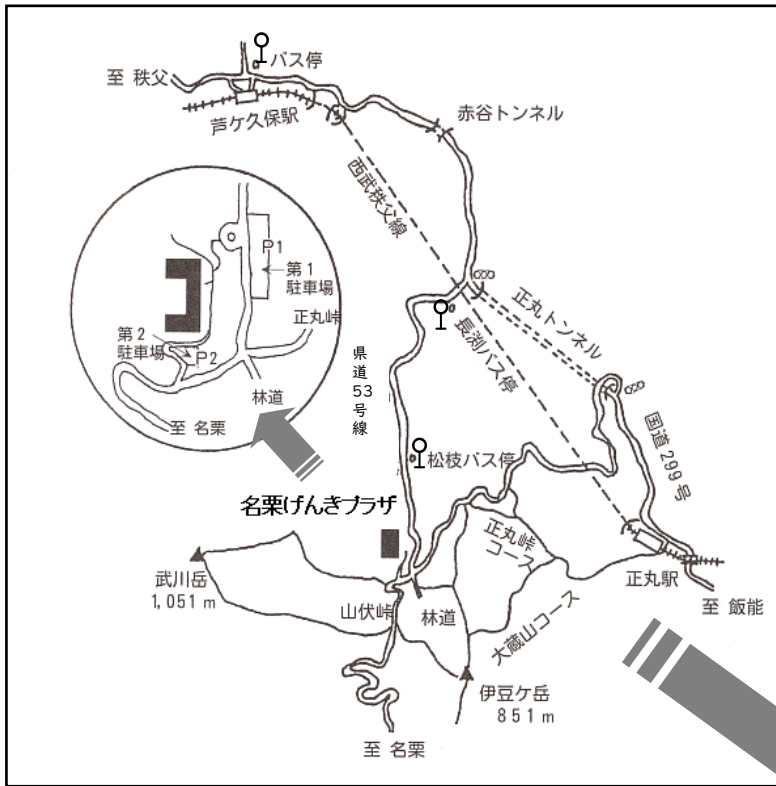 バス停
至 秩父
芦ケ久保駅
赤谷トンネル
西武秩父線
P1
第1
駐車場
正丸峠
第2
駐車場
P2
林道
至 名栗
正丸トンネル
長渕バス停
県道53号線
国道299号
松枝バス停
名栗げんきプラザ
正丸峠
コース
武川岳
1,051m
山伏峠
林道
大蔵山コース
正丸駅
至 飯能
伊豆ケ岳
851m
至 名栗